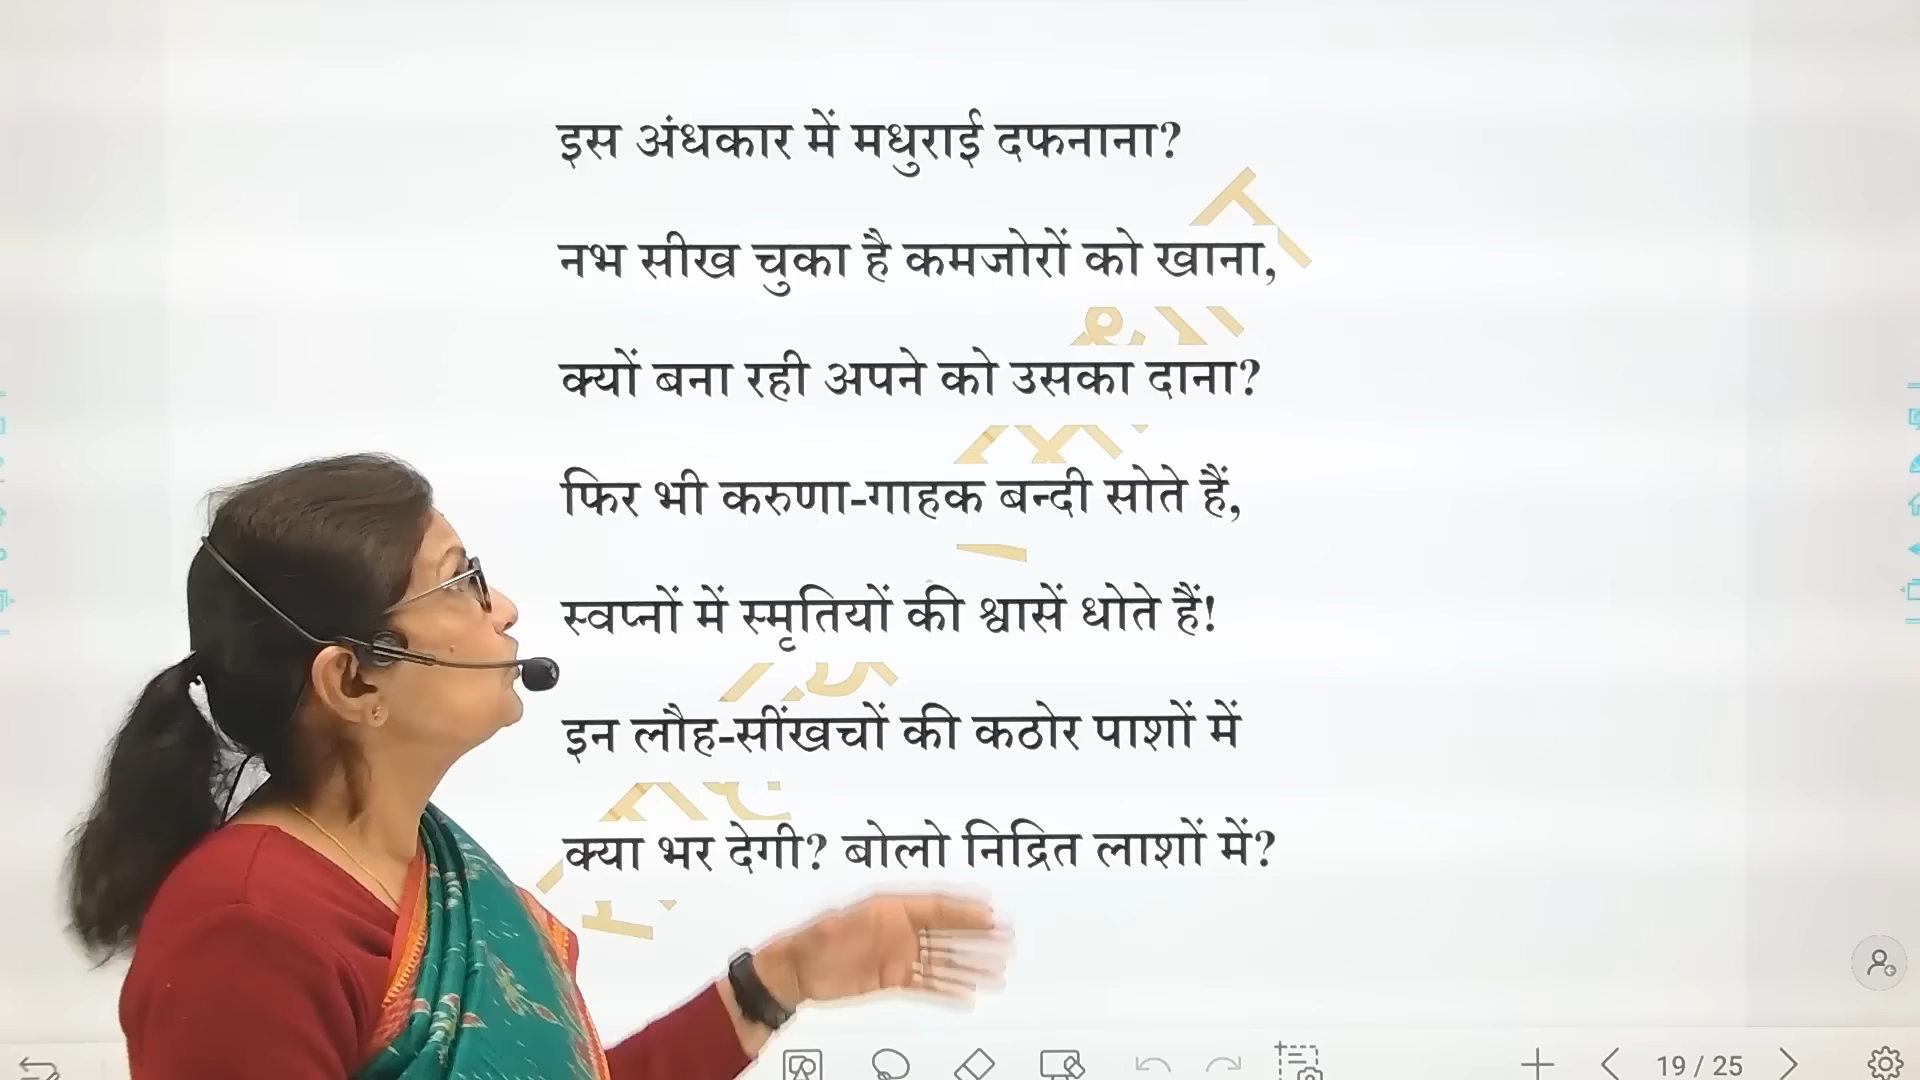 इस अंधकार में मधुराई दफनाना?
नभ सीख चुका है कमजोरों को खाना,
क्यों बना रही अपने को उसका दाना?
फिर भी करुणा-गाहक बन्दी सोते हैं,
स्वप्नों में स्मृतियों की श्वासें धोते हैं!
इन लौह-सींखचों की कठोर पाशों में
क्या भर देगी? बोलो निद्रित लाशों में?
19 / 25